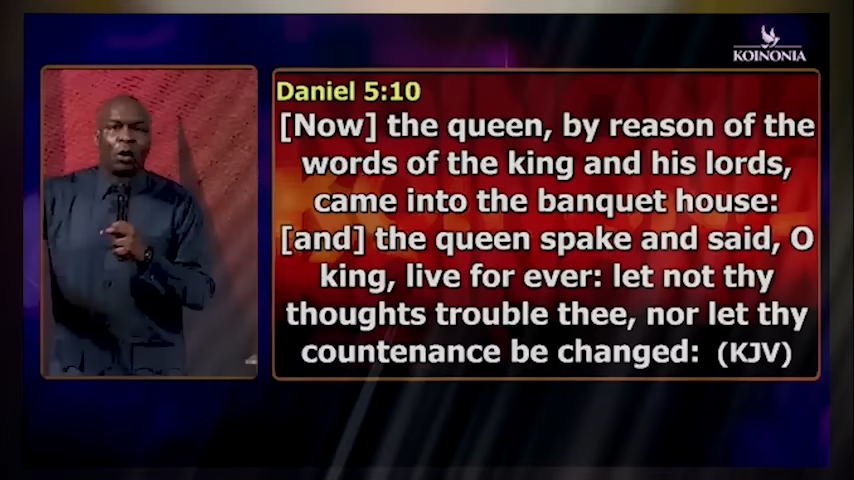 KOINONIA
Daniel 5:10
[Now] the queen, by reason of the
words of the king and his lords,
came into the banquet house:
[and] the queen spake and said, O
king, live for ever: let not thy
thoughts trouble thee, nor let thy
countenance be changed: (KJV)